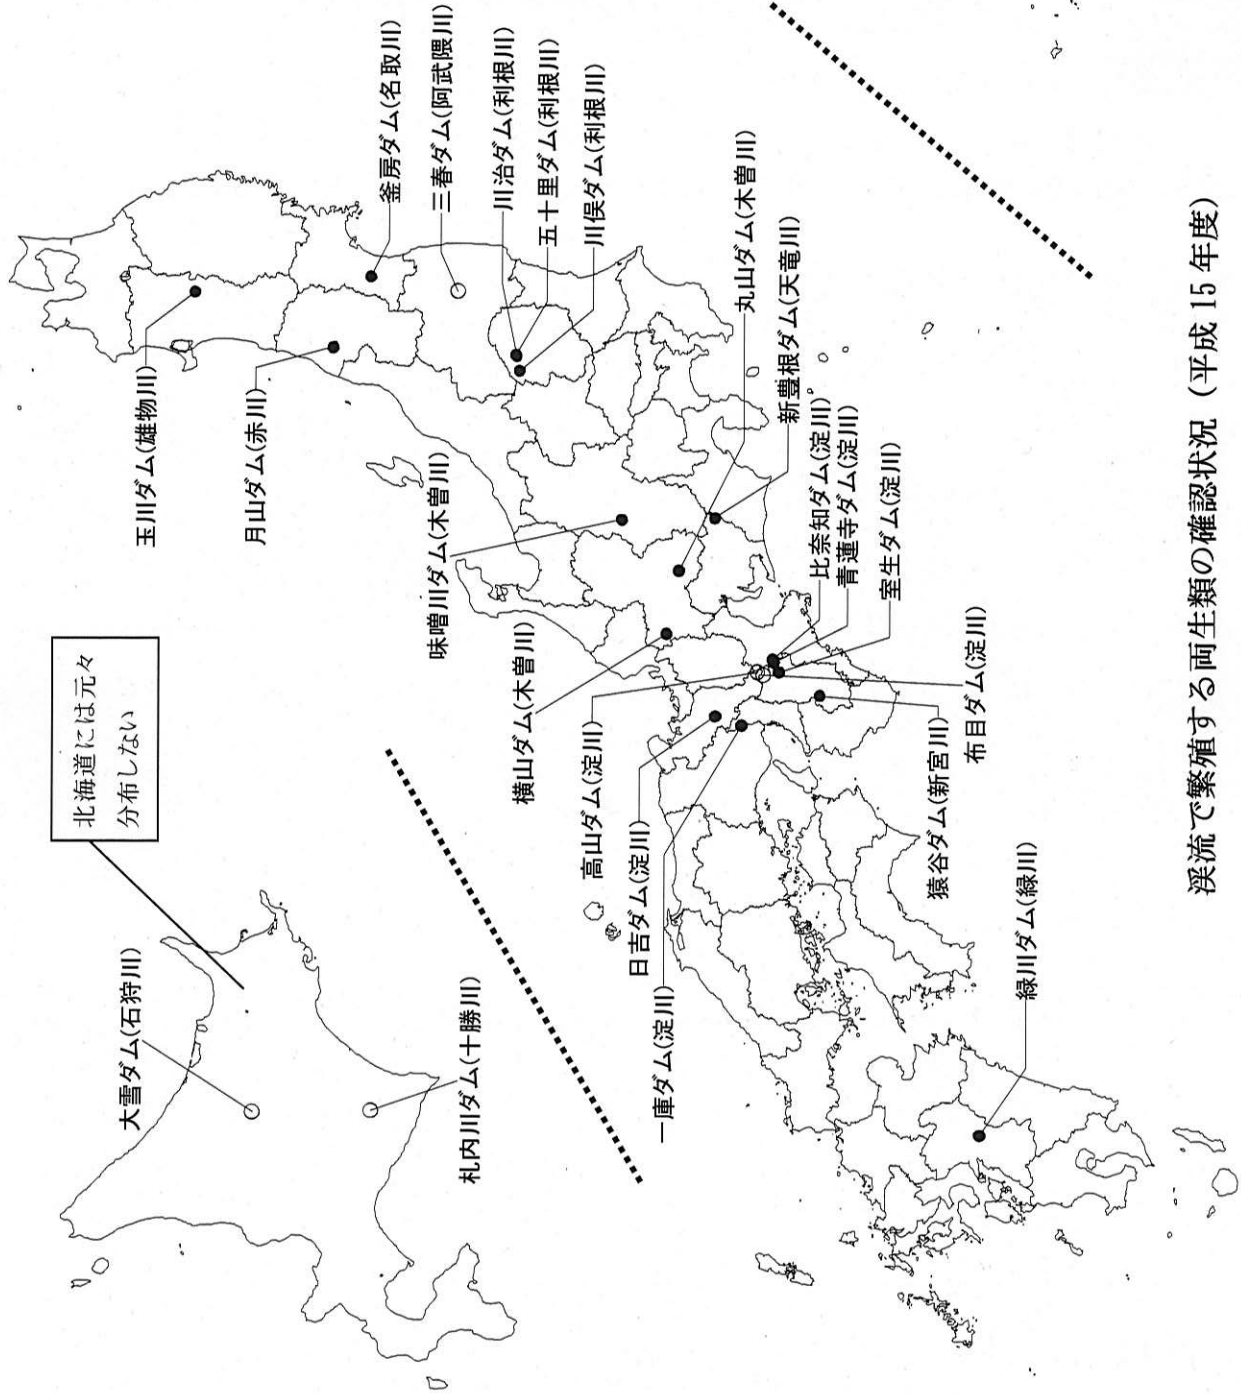 北海道には元々
分布しない
大雪ダム(石狩川)
札内川ダム(十勝川)
玉川ダム(雄物川)
月山ダム(赤川)
釜房ダム(名取川)
三春ダム(阿武隈川)
川治ダム(利根川)
五十里ダム(利根川)
川俣ダム(利根川)
味噌川ダム(木曽川)
丸山ダム(木曽川)
新豊根ダム(天竜川)
横山ダム(木曽川)
高山ダム(淀川)
日吉ダム(淀川)
一庫ダム(淀川)
比奈知ダム(淀川)
青蓮寺ダム(淀川)
室生ダム(淀川)
布目ダム(淀川)
猿谷ダム(新宮川)
緑川ダム(緑川)
渓流で繁殖する両生類の確認状況（平成 15 年度）